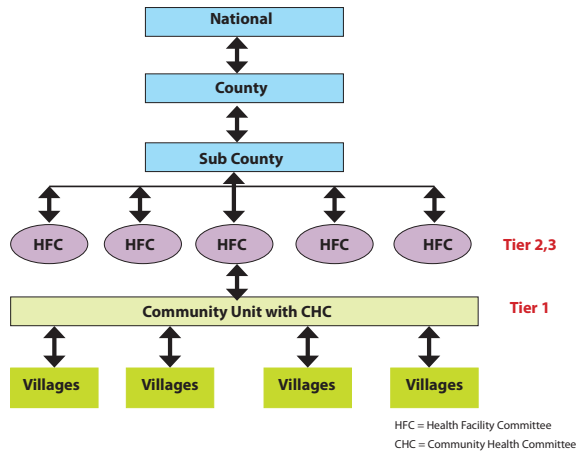 National
County
Sub County
HFC HFC HFC HFC HFC Tier 2,3
Community Unit with CHC Tier 1
Villages Villages Villages Villages
HFC = Health Facility Committee
CHC = Community Health Committee